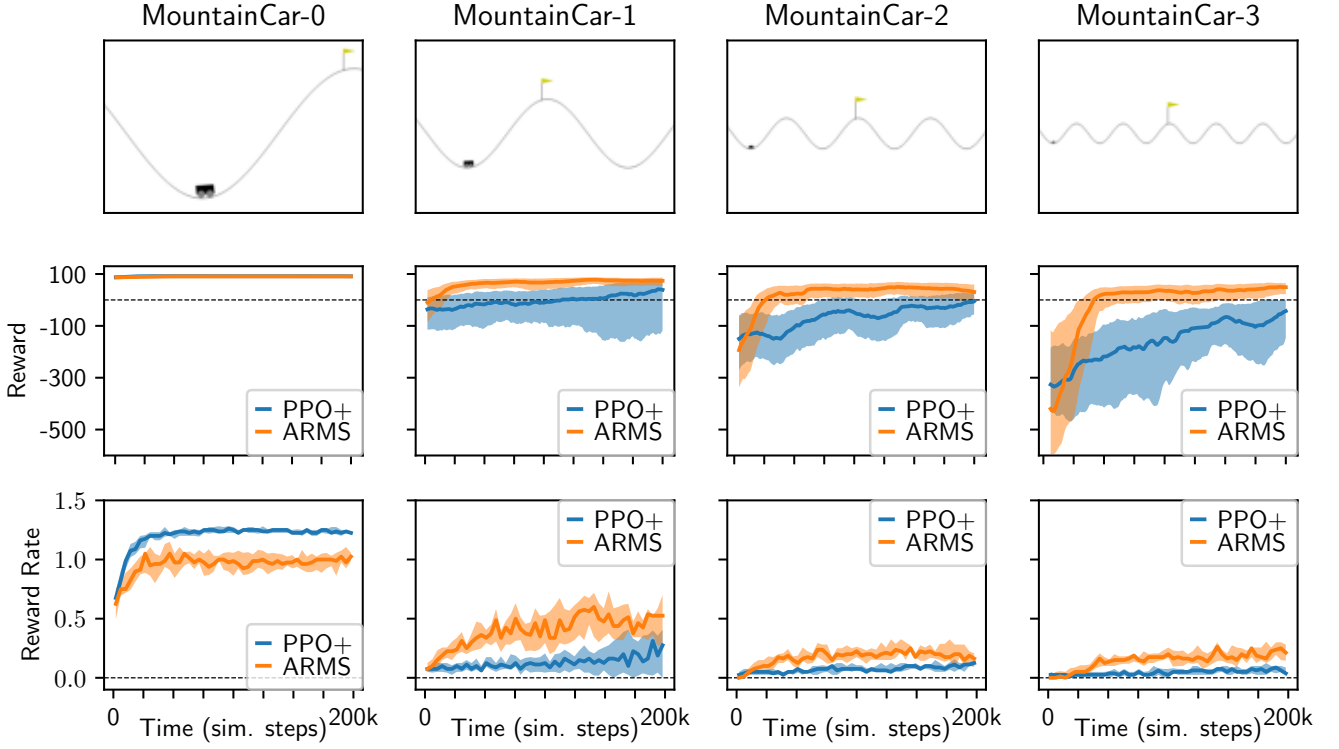 MountainCar-0
MountainCar-1
MountainCar-2
MountainCar-3
Reward
100
-100
-300
-500
PPO+
ARMS
PPO+
ARMS
PPO+
ARMS
PPO+
ARMS
Reward Rate
1.5
1.0
0.5
0.0
PPO+
ARMS
PPO+
ARMS
PPO+
ARMS
PPO+
ARMS
0 Time (sim. steps) 200k
0 Time (sim. steps) 200k
0 Time (sim. steps) 200k
0 Time (sim. steps) 200k